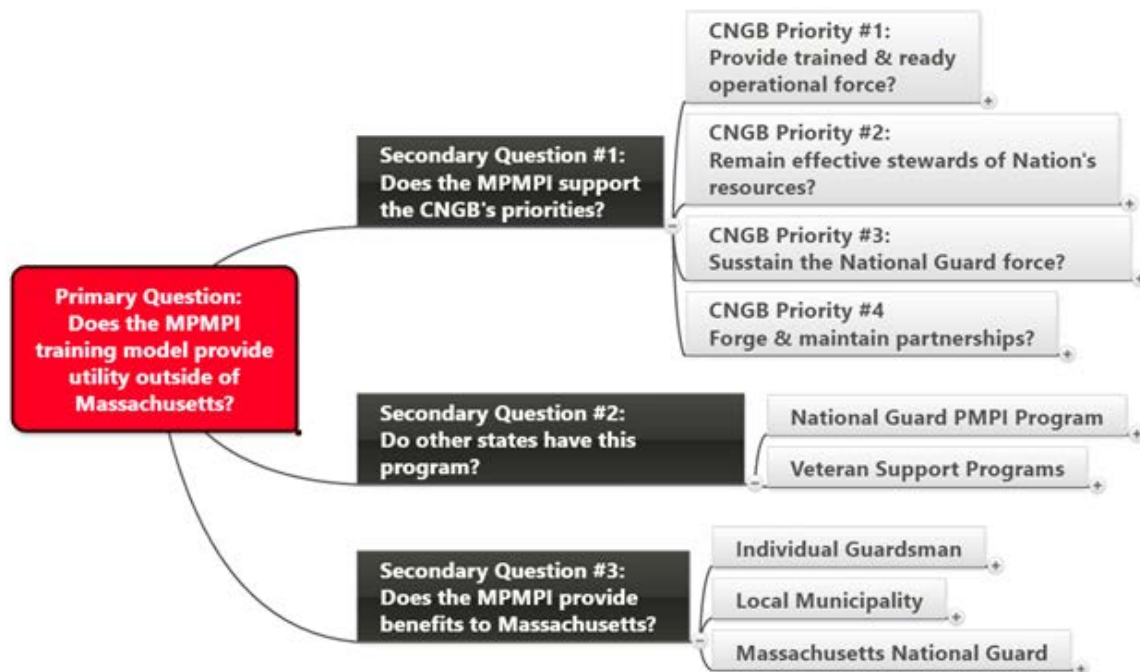 Primary Question:
Does the MPMPI
training model provide
utility outside of
Massachusetts?
Secondary Question #1:
Does the MPMPI support
the CNGB's priorities?
CNGB Priority #1:
Provide trained & ready
operational force?
CNGB Priority #2:
Remain effective stewards of Nation's
resources?
CNGB Priority #3:
Susstain the National Guard force?
CNGB Priority #4
Forge & maintain partnerships?
Secondary Question #2:
Do other states have this
program?
National Guard PMPI Program
Veteran Support Programs
Secondary Question #3:
Does the MPMPI provide
benefits to Massachusetts?
Individual Guardsman
Local Municipality
Massachusetts National Guard